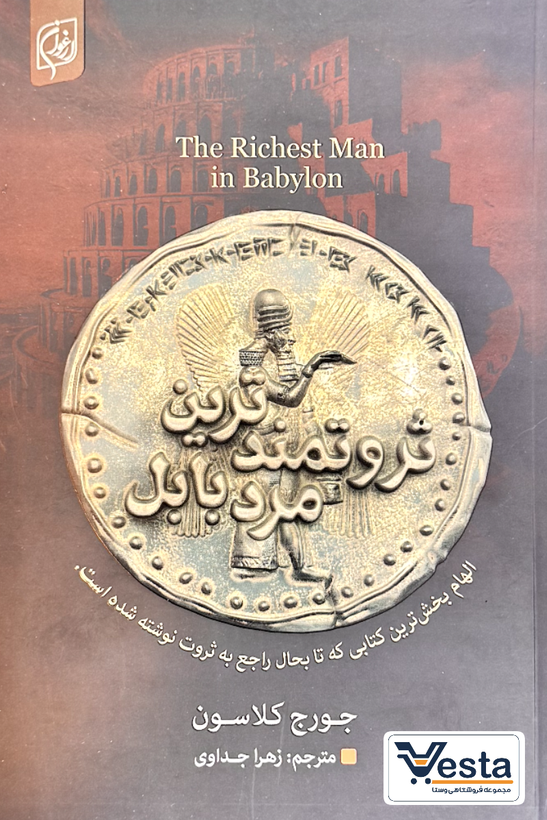 ارغوان
The Richest Man
in Babylon
ثروتمندترین
مرد بابل
الهام بخش‌ترین کتابی که تا بحال راجع به ثروت نوشته شده است.
جورج کلاسون
مترجم: زهرا جداوی
Vesta
مجموعه فروشگاهی وستا